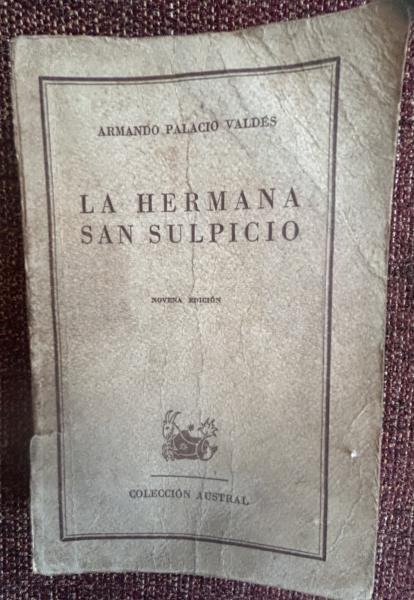 ARMANDO PALACIO VALDÉS
LA HERMANA
SAN SULPICIO
NOVENA EDICIÓN
COLECCIÓN AUSTRAL